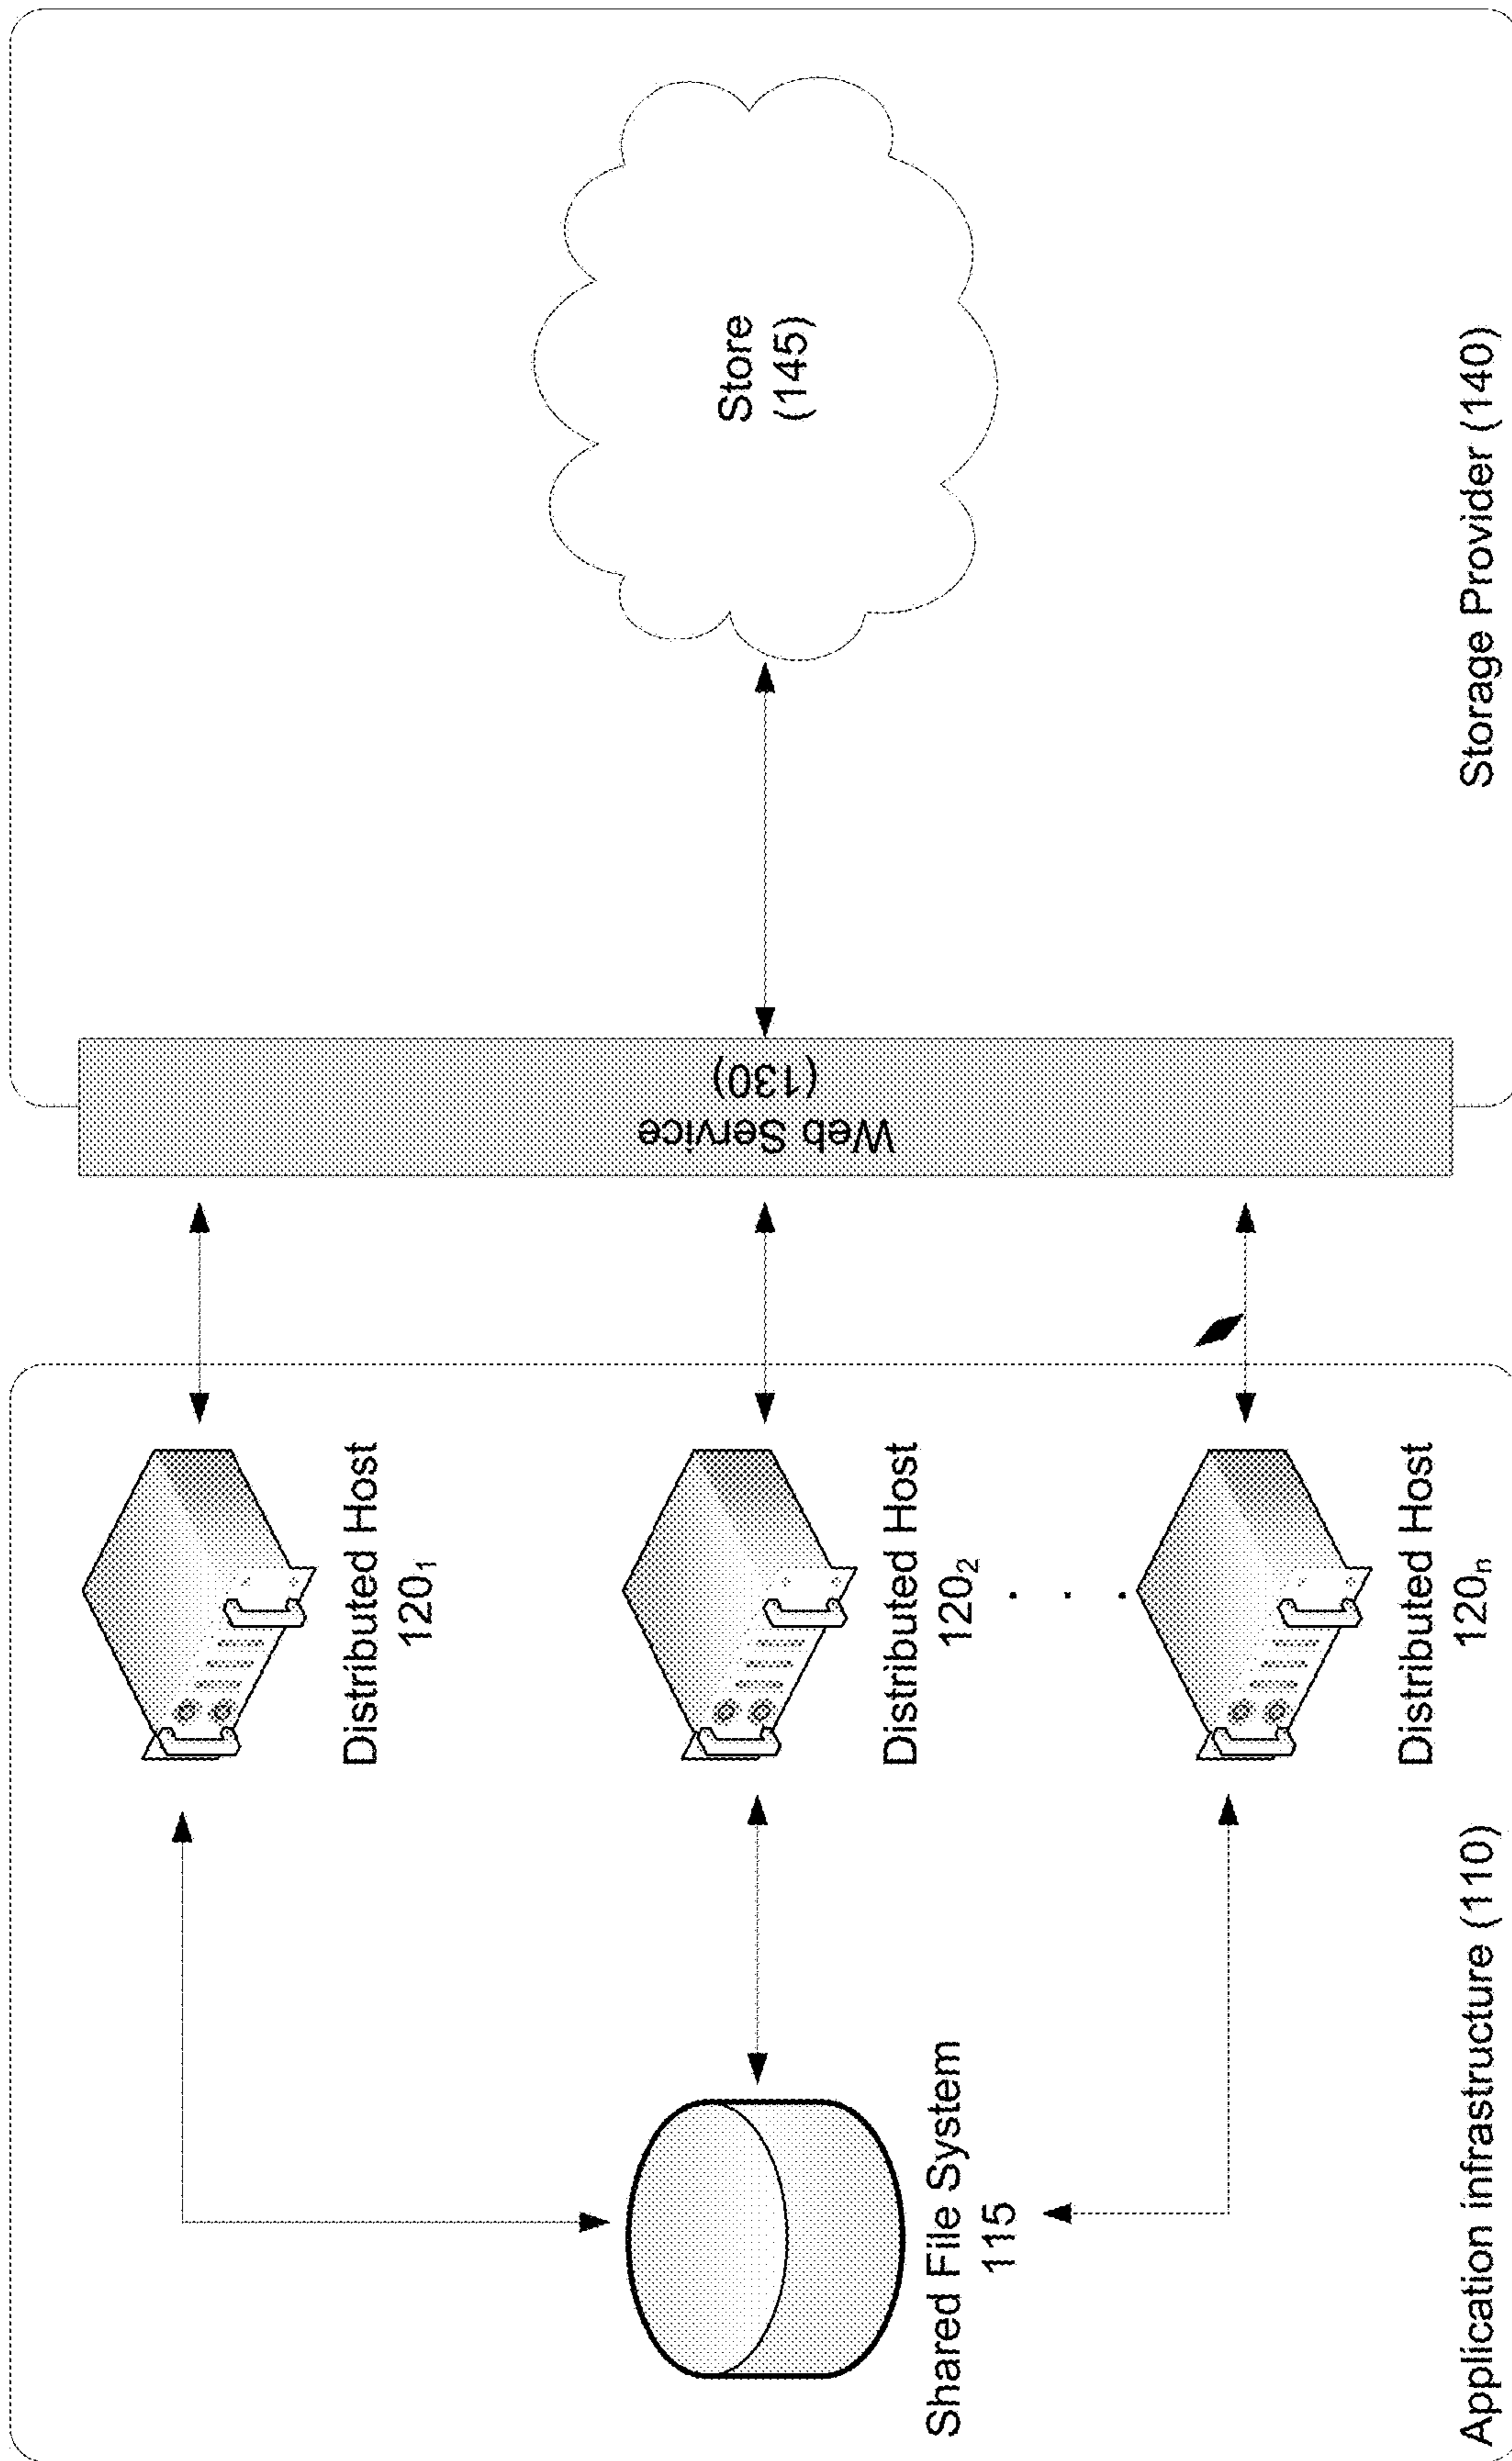 Distributed Host
120₁
Shared File System
115
Distributed Host
120₂
. . .
Distributed Host
120ₙ
Application infrastructure (110)
Web Service
(130)
Store
(145)
Storage Provider (140)